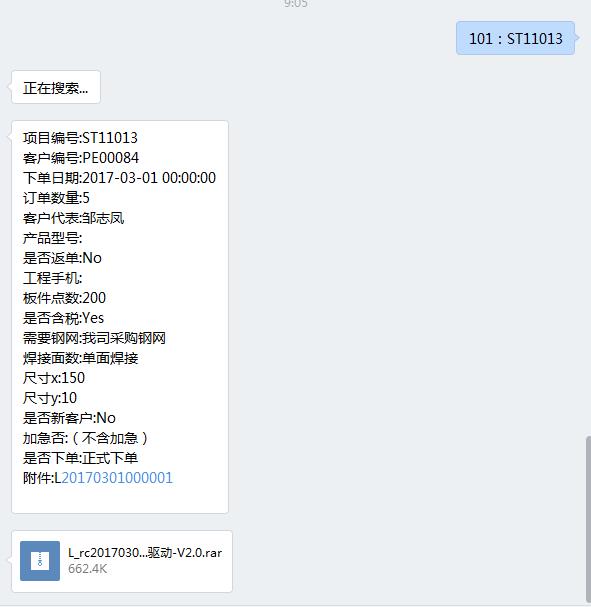 9:05
101：ST11013
正在搜索...
项目编号:ST11013
客户编号:PE00084
下单日期:2017-03-01 00:00:00
订单数量:5
客户代表:邹志凤
产品型号:
是否返单:No
工程手机:
板件点数:200
是否含税:Yes
需要钢网:我司采购钢网
焊接面数:单面焊接
尺寸x:150
尺寸y:10
是否新客户:No
加急否:（不含加急）
是否下单:正式下单
附件:L20170301000001
L_rc2017030...驱动-V2.0.rar
662.4K